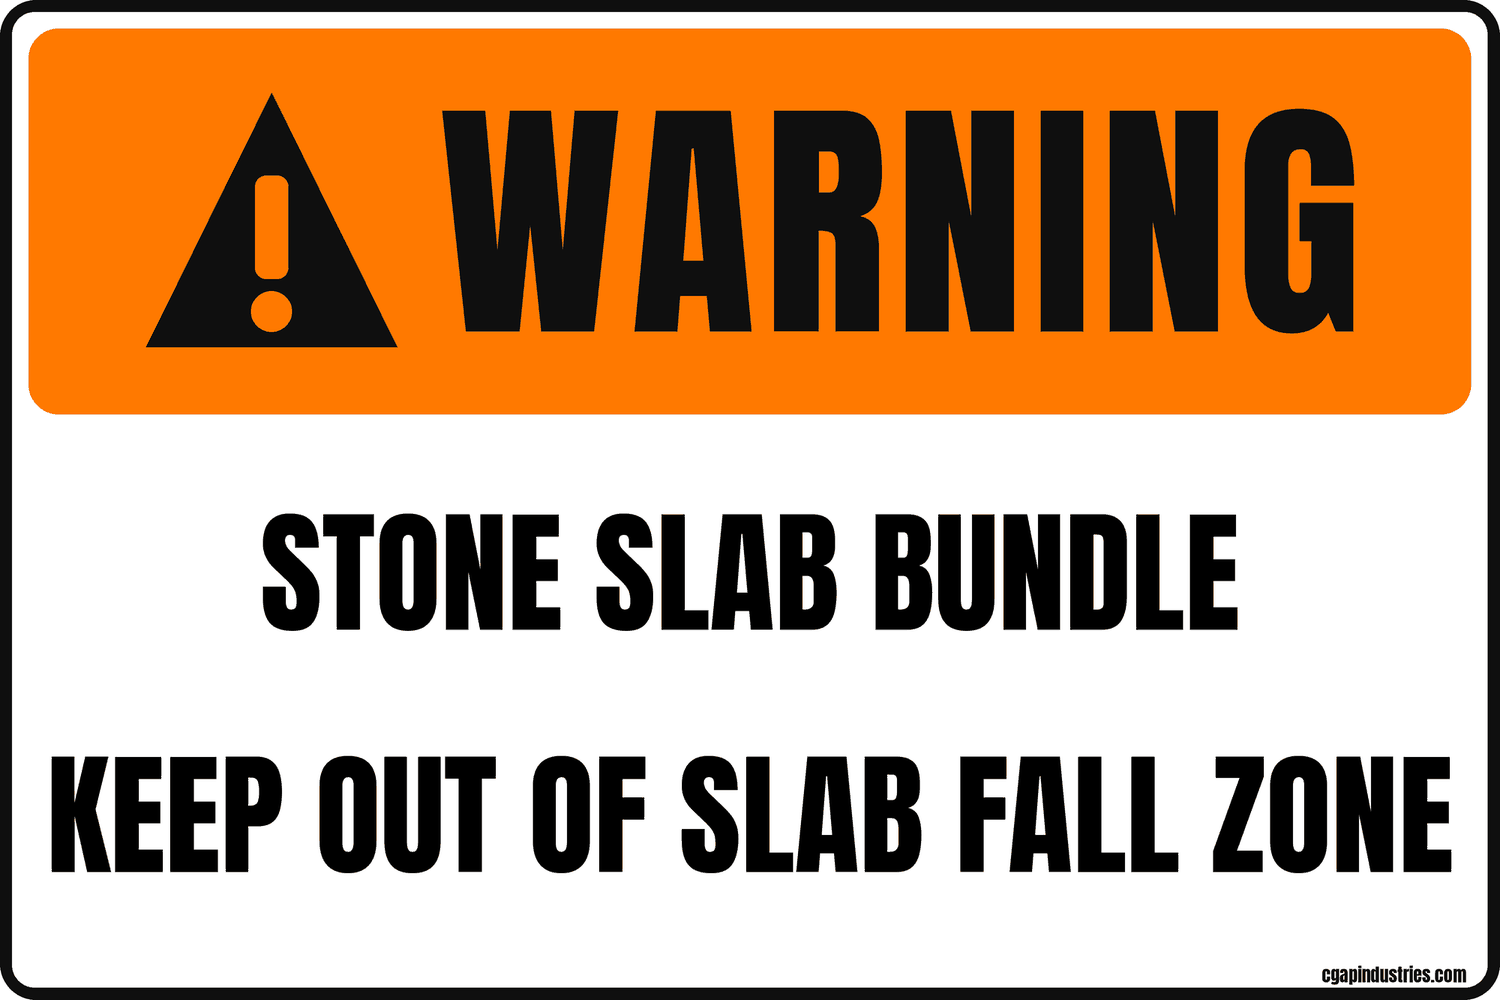 WARNING
STONE SLAB BUNDLE
KEEP OUT OF SLAB FALL ZONE
cgapindustries.com